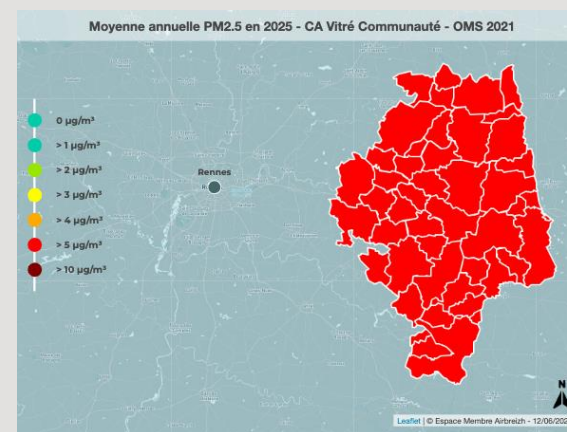 Moyenne annuelle PM2.5 en 2025 - CA Vitré Communauté - OMS 2021
0 µg/m³
> 1 µg/m³
> 2 µg/m³
> 3 µg/m³
> 4 µg/m³
> 5 µg/m³
> 10 µg/m³
Rennes
N
Leaflet | © Espace Membre Airbreizh - 12/06/202